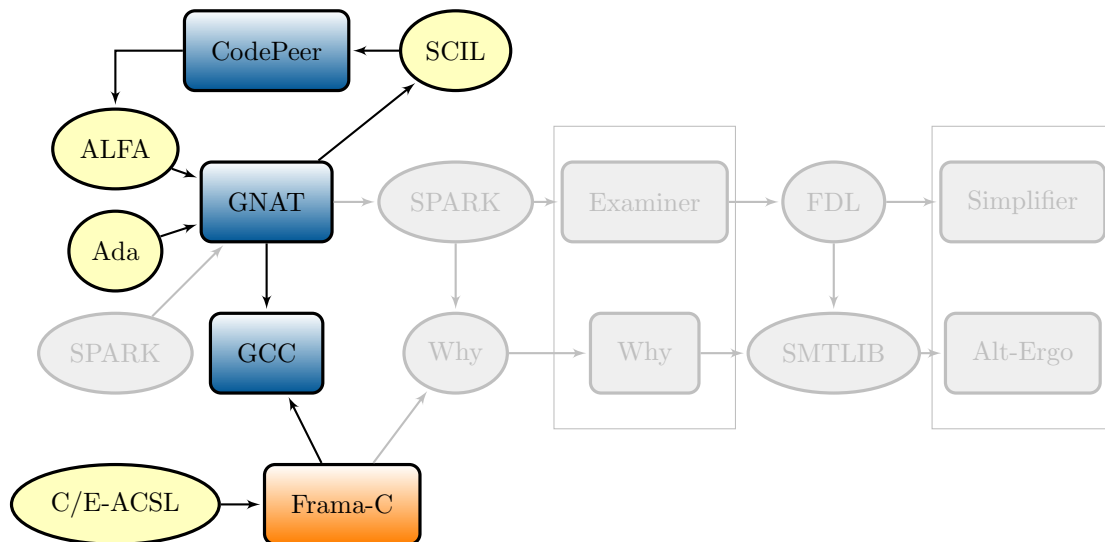 CodePeer
SCIL
ALFA
GNAT
SPARK
Examiner
FDL
Simplifier
Ada
SPARK
GCC
Why
Why
SMTLIB
Alt-Ergo
C/E-ACSL
Frama-C